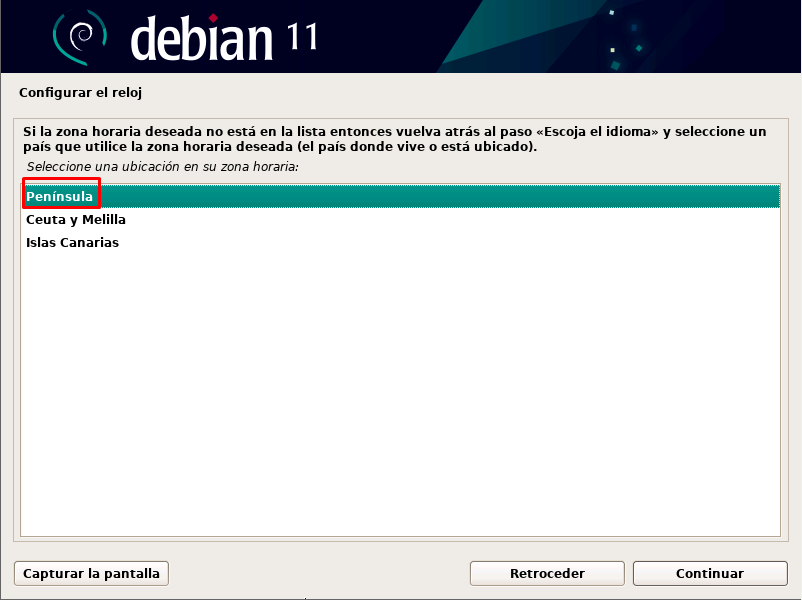 debian 11
Configurar el reloj
Si la zona horaria deseada no está en la lista entonces vuelva atrás al paso «Escoja el idioma» y seleccione un
país que utilice la zona horaria deseada (el país donde vive o está ubicado).
Seleccione una ubicación en su zona horaria:
Península
Ceuta y Melilla
Islas Canarias
Capturar la pantalla
Retroceder
Continuar